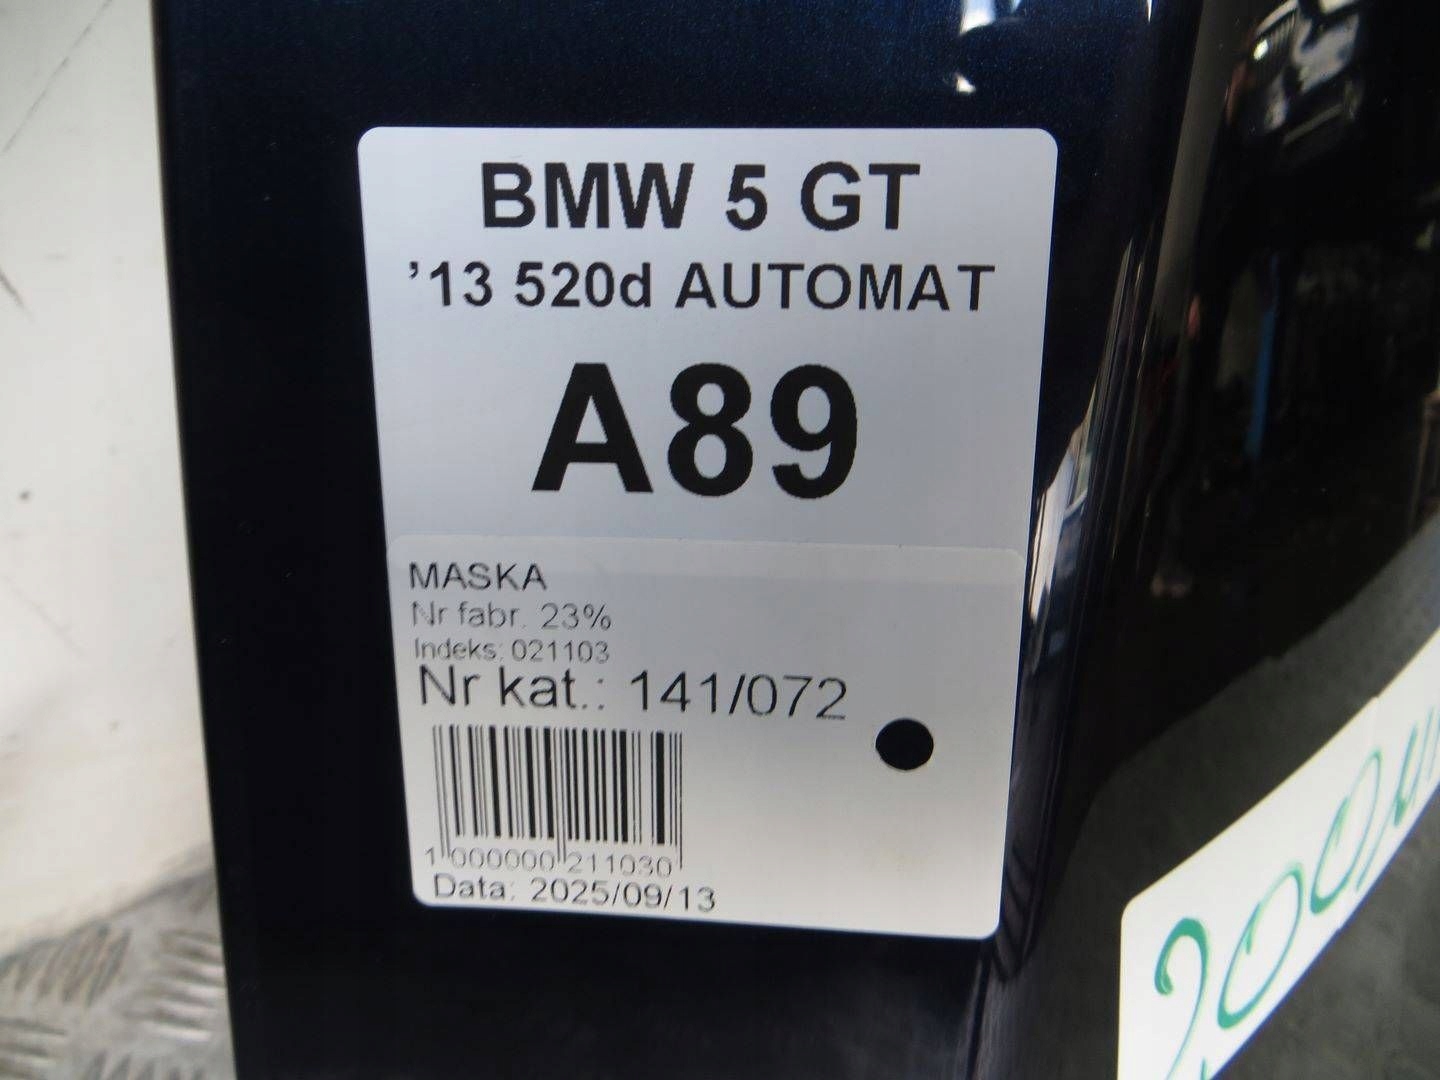 BMW 5 GT
’13 520d AUTOMAT
A89
MASKA
Nr fabr. 23%
Indeks: 021103
Nr kat.: 141/072
1 000000 211030
Data: 2025/09/13